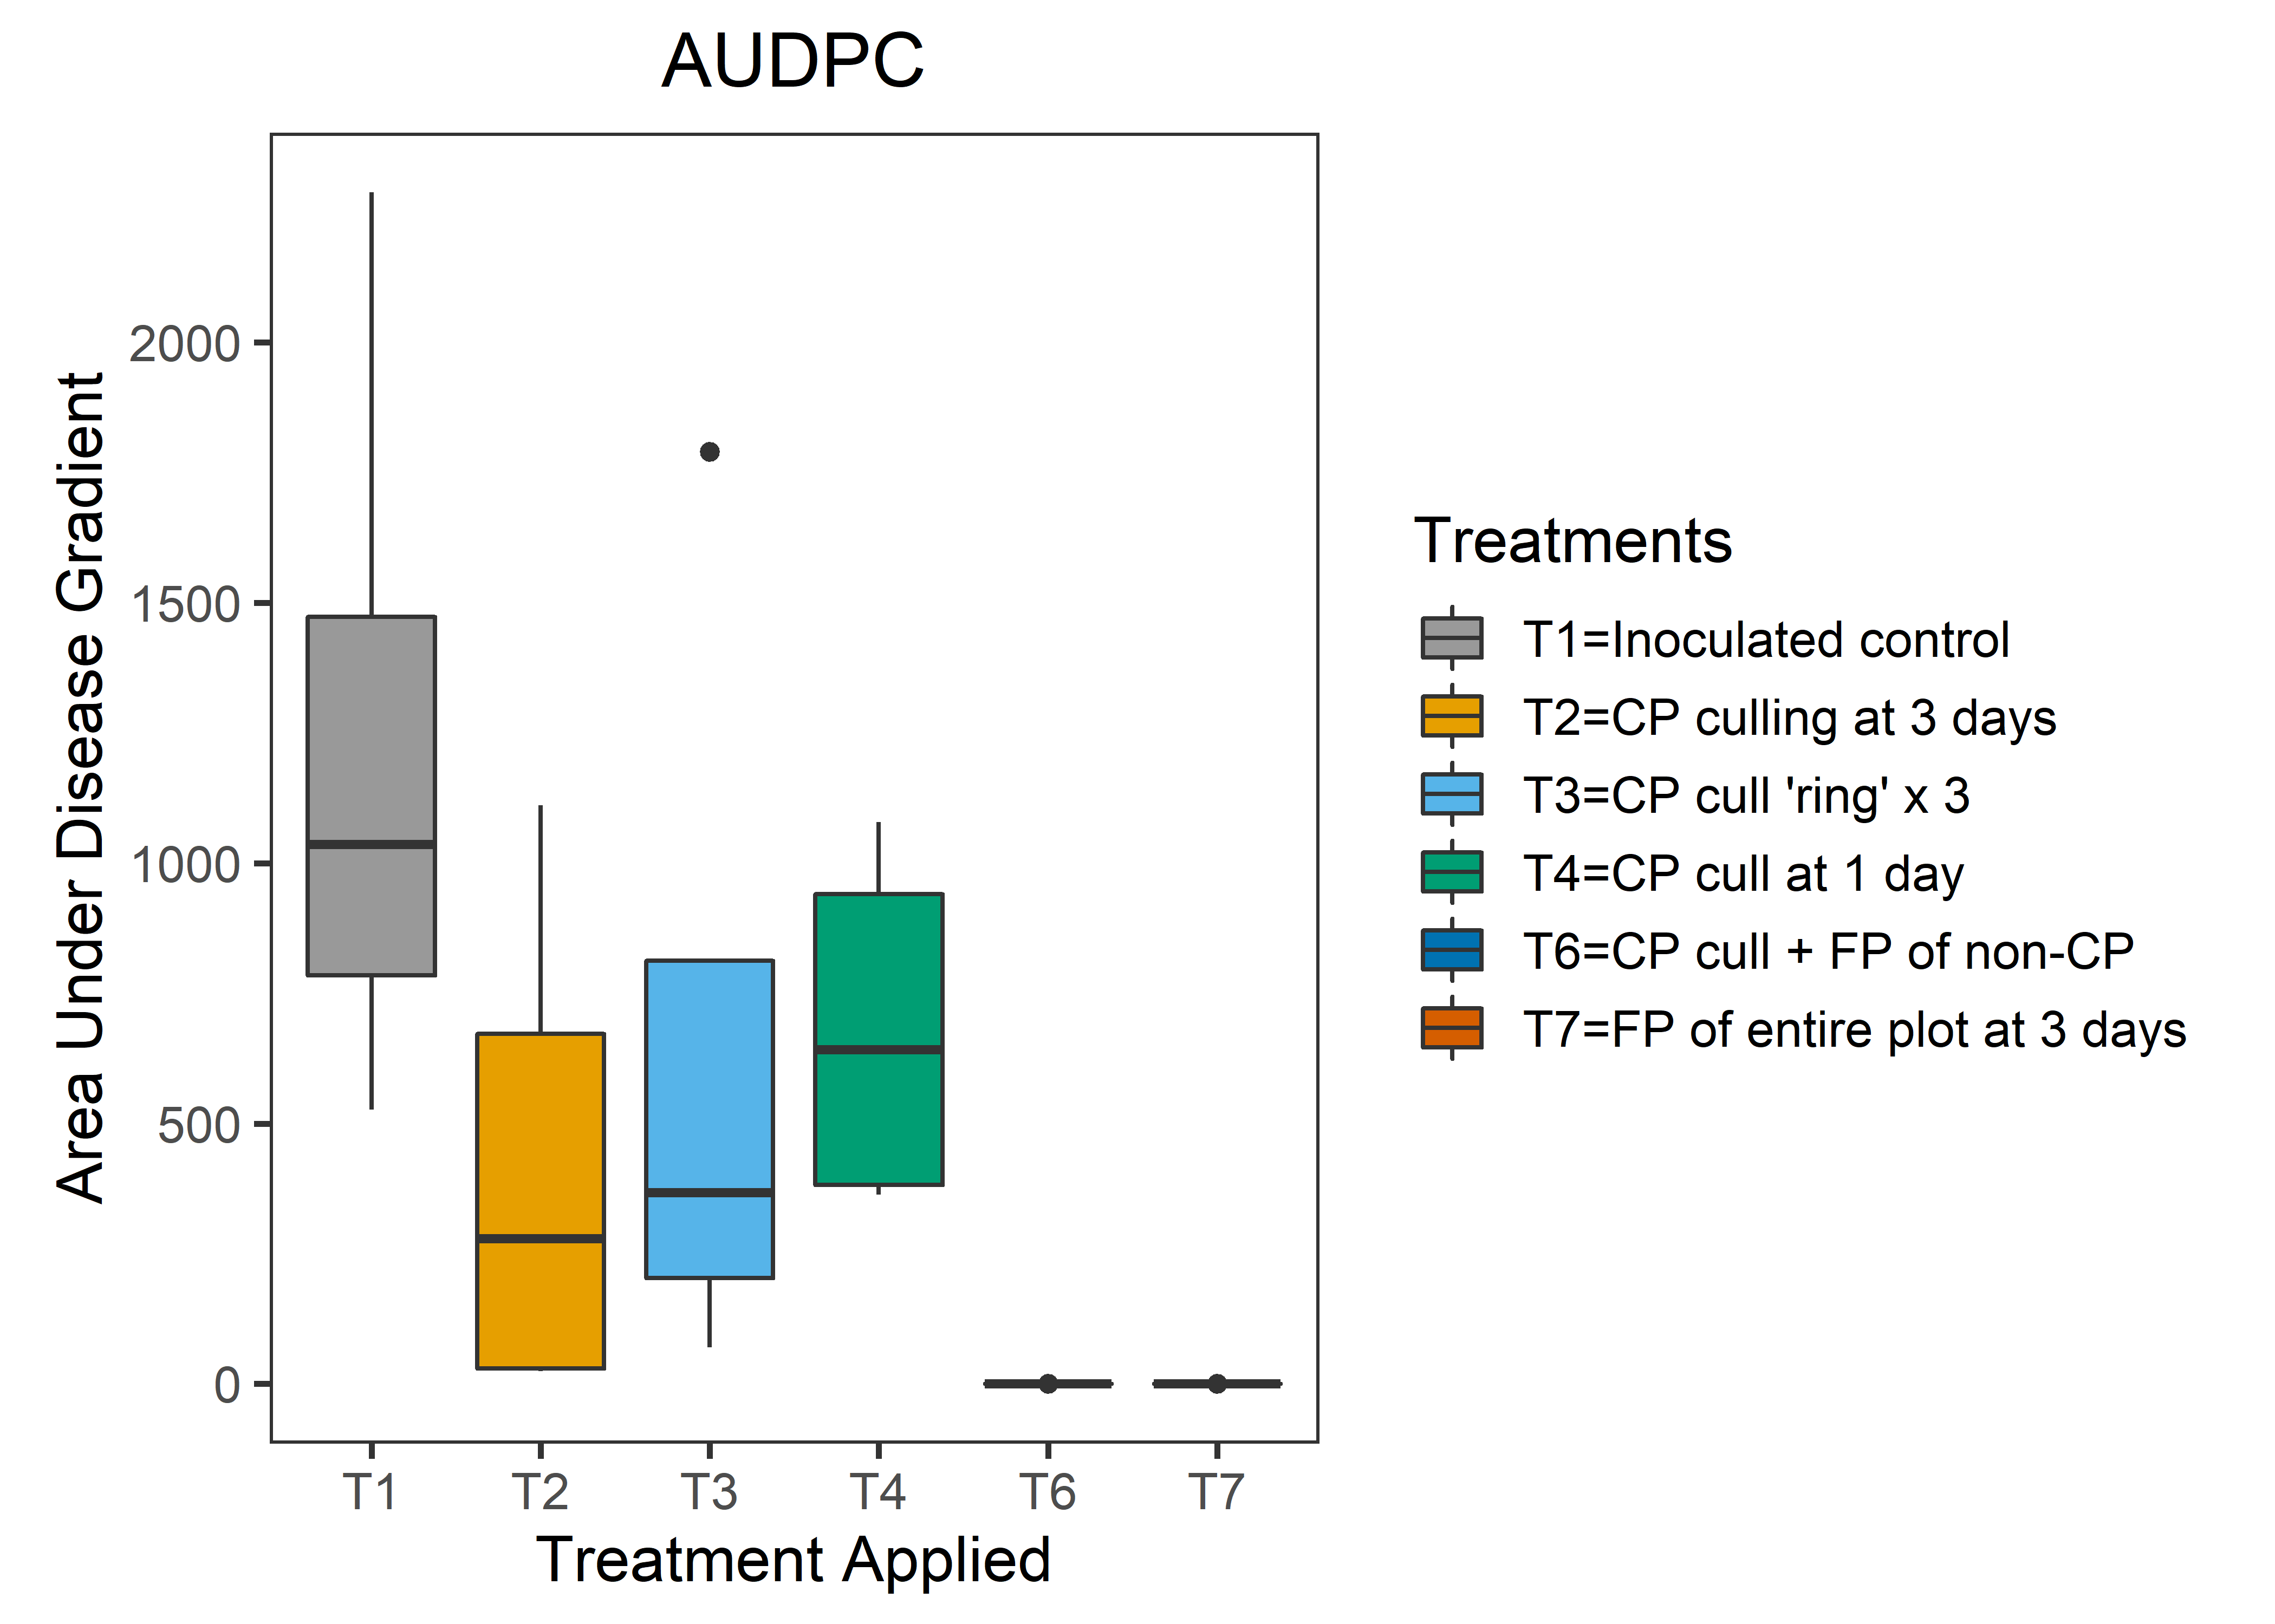 AUDPC
Area Under Disease Gradient
2000
1500
1000
500
0
T1 T2 T3 T4 T6 T7
Treatment Applied
Treatments
T1=Inoculated control
T2=CP culling at 3 days
T3=CP cull 'ring' x 3
T4=CP cull at 1 day
T6=CP cull + FP of non-CP
T7=FP of entire plot at 3 days